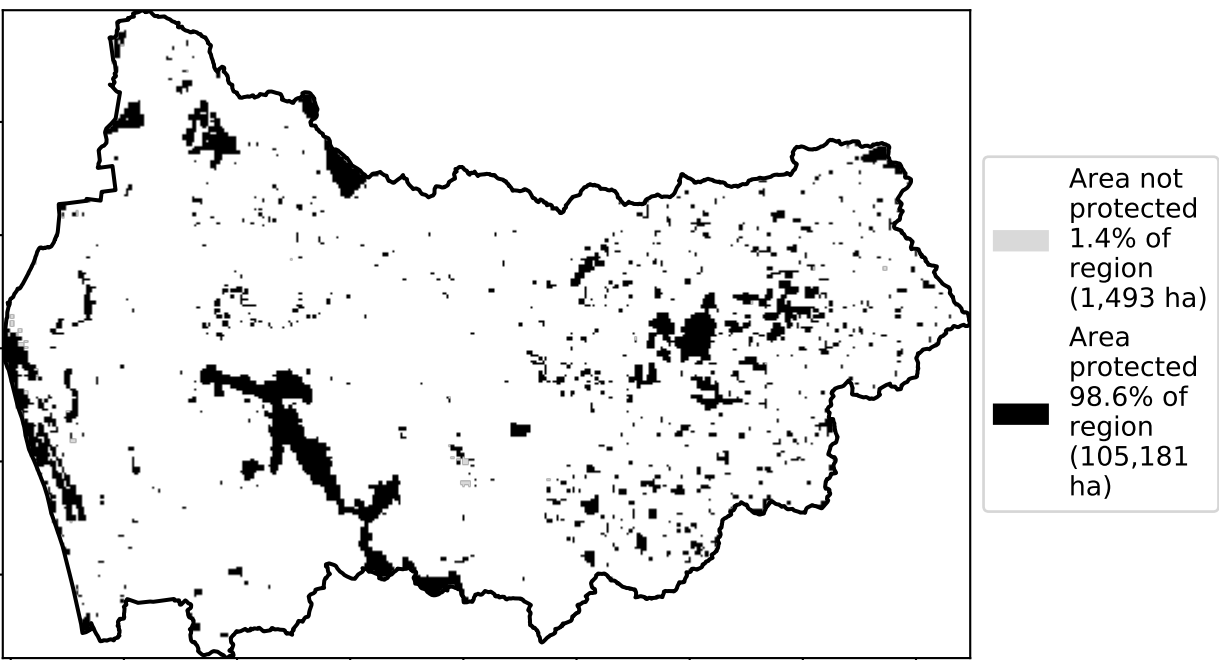 Area not
protected
1.4% of
region
(1,493 ha)
Area
protected
98.6% of
region
(105,181
ha)